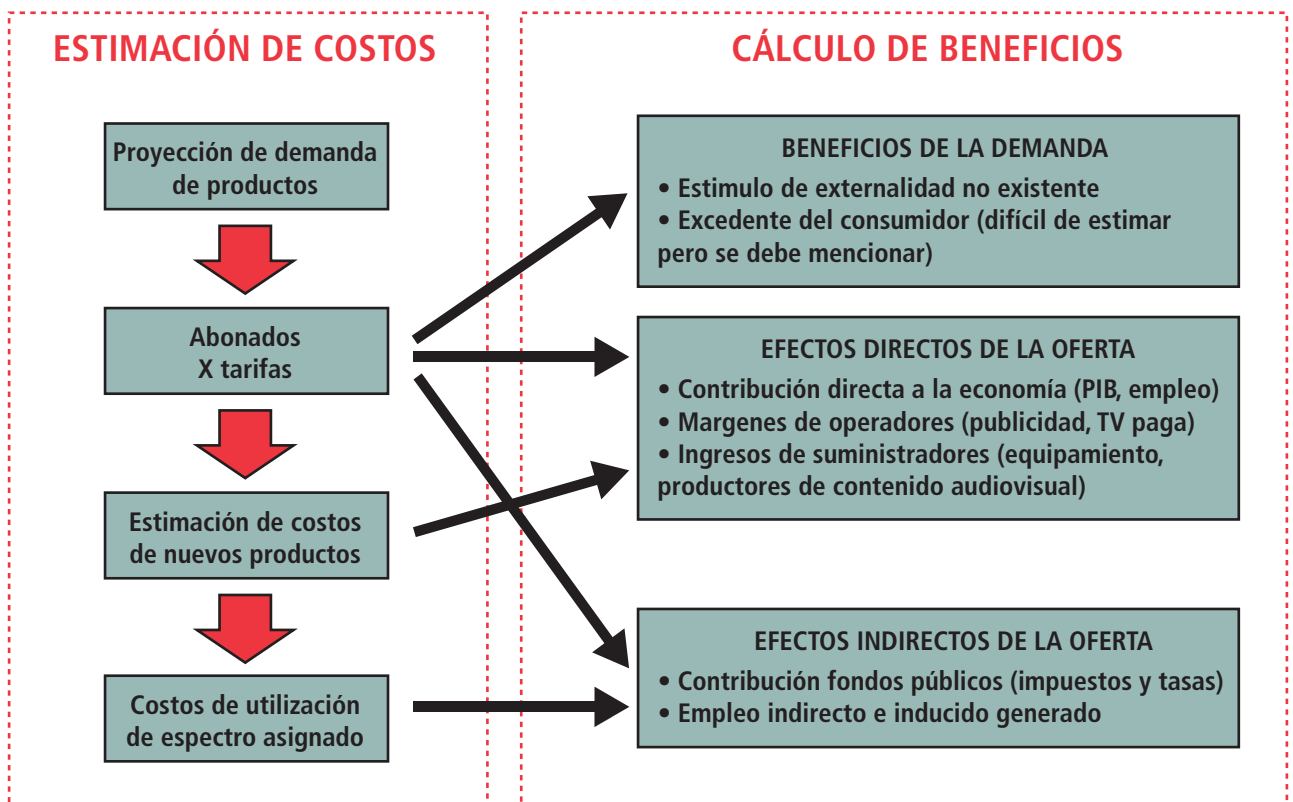 ESTIMACIÓN DE COSTOS
Proyección de demanda
de productos
Abonados
X tarifas
Estimación de costos
de nuevos productos
Costos de utilización
de espectro asignado
CÁLCULO DE BENEFICIOS
BENEFICIOS DE LA DEMANDA
• Estimulo de externalidad no existente
• Excedente del consumidor (difícil de estimar
pero se debe mencionar)
EFECTOS DIRECTOS DE LA OFERTA
• Contribución directa a la economía (PIB, empleo)
• Margenes de operadores (publicidad, TV paga)
• Ingresos de suministradores (equipamiento,
productores de contenido audiovisual)
EFECTOS INDIRECTOS DE LA OFERTA
• Contribución fondos públicos (impuestos y tasas)
• Empleo indirecto e inducido generado